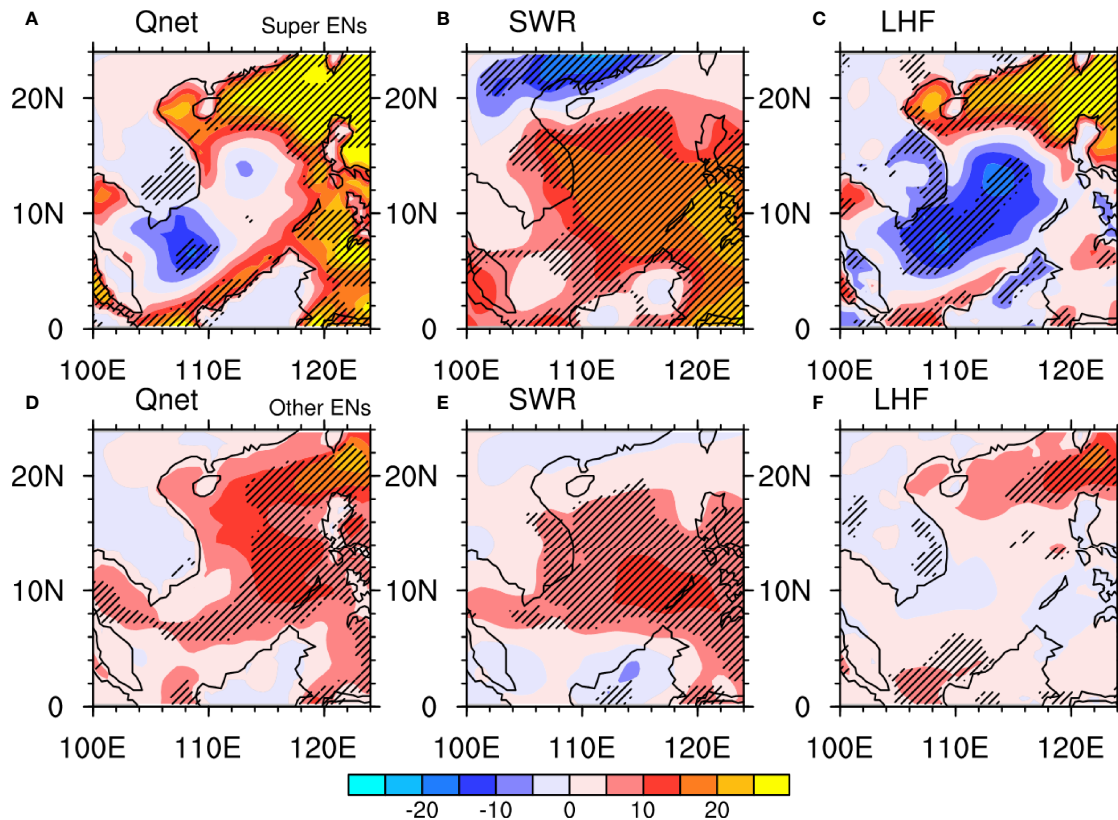 A Qnet Super ENs B SWR C LHF
20N 20N 20N
10N 10N 10N
0 0 0
100E 110E 120E 100E 110E 120E 100E 110E 120E
D Qnet Other ENs E SWR F LHF
20N 20N 20N
10N 10N 10N
0 0 0
100E 110E 120E 100E 110E 120E 100E 110E 120E
-20 -10 0 10 20